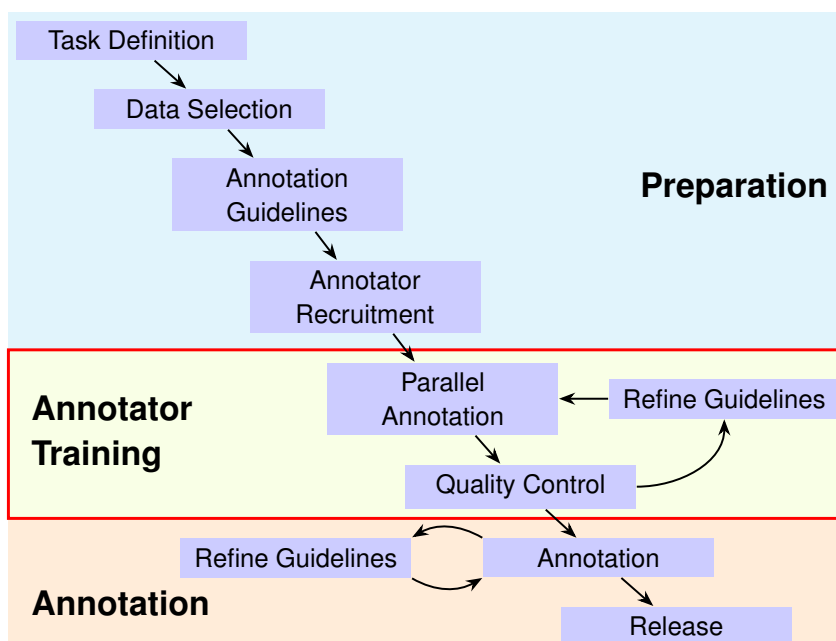 Task Definition
Data Selection
Annotation
Guidelines
Preparation
Annotator
Recruitment
Annotator
Training
Parallel
Annotation
Refine Guidelines
Quality Control
Refine Guidelines
Annotation
Annotation
Release